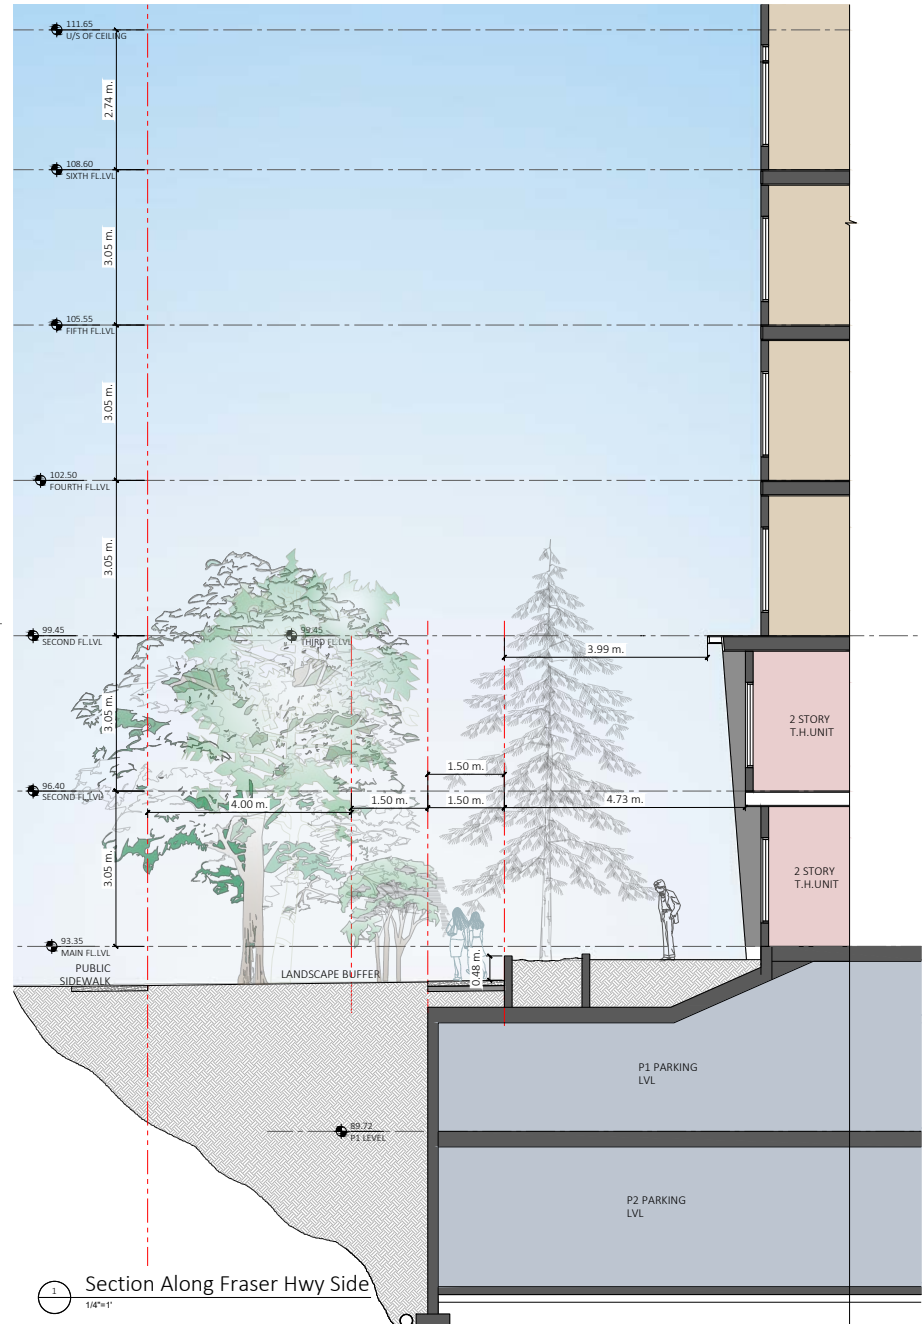 111.65
U/S OF CEILING
2.74 m.
108.60
SIXTH FL.LVL
3.05 m.
105.55
FIFTH FL.LVL
3.05 m.
102.50
FOURTH FL.LVL
3.05 m.
99.45
SECOND FL.LVL
99.45
THIRD FL.LVL
3.99 m.
3.05 m.
2 STORY
T.H.UNIT
1.50 m.
96.40
SECOND FL.LVL
4.00 m.
1.50 m.
1.50 m.
4.73 m.
3.05 m.
2 STORY
T.H.UNIT
93.35
MAIN FL.LVL
PUBLIC
SIDEWALK
LANDSCAPE BUFFER
0.48 m.
P1 PARKING
LVL
89.72
P1 LEVEL
P2 PARKING
LVL
1
Section Along Fraser Hwy Side
1/4"=1'